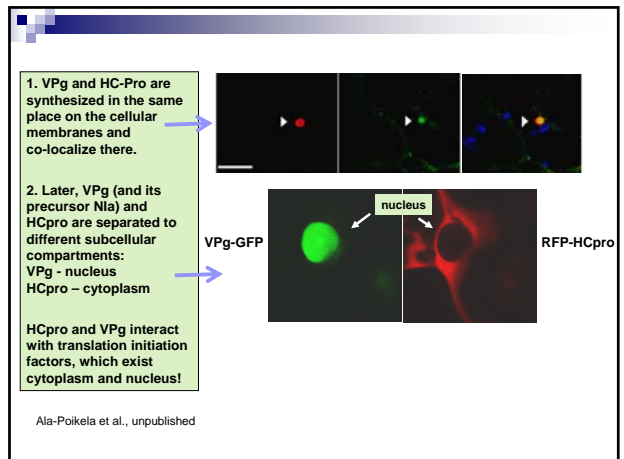 1. VPg and HC-Pro are
synthesized in the same
place on the cellular
membranes and
co-localize there.
2. Later, VPg (and its
precursor NIa) and
HCpro are separated to
different subcellular
compartments:
VPg - nucleus
HCpro – cytoplasm
HCpro and VPg interact
with translation initiation
factors, which exist
cytoplasm and nucleus!
nucleus
VPg-GFP
RFP-HCpro
Ala-Poikela et al., unpublished